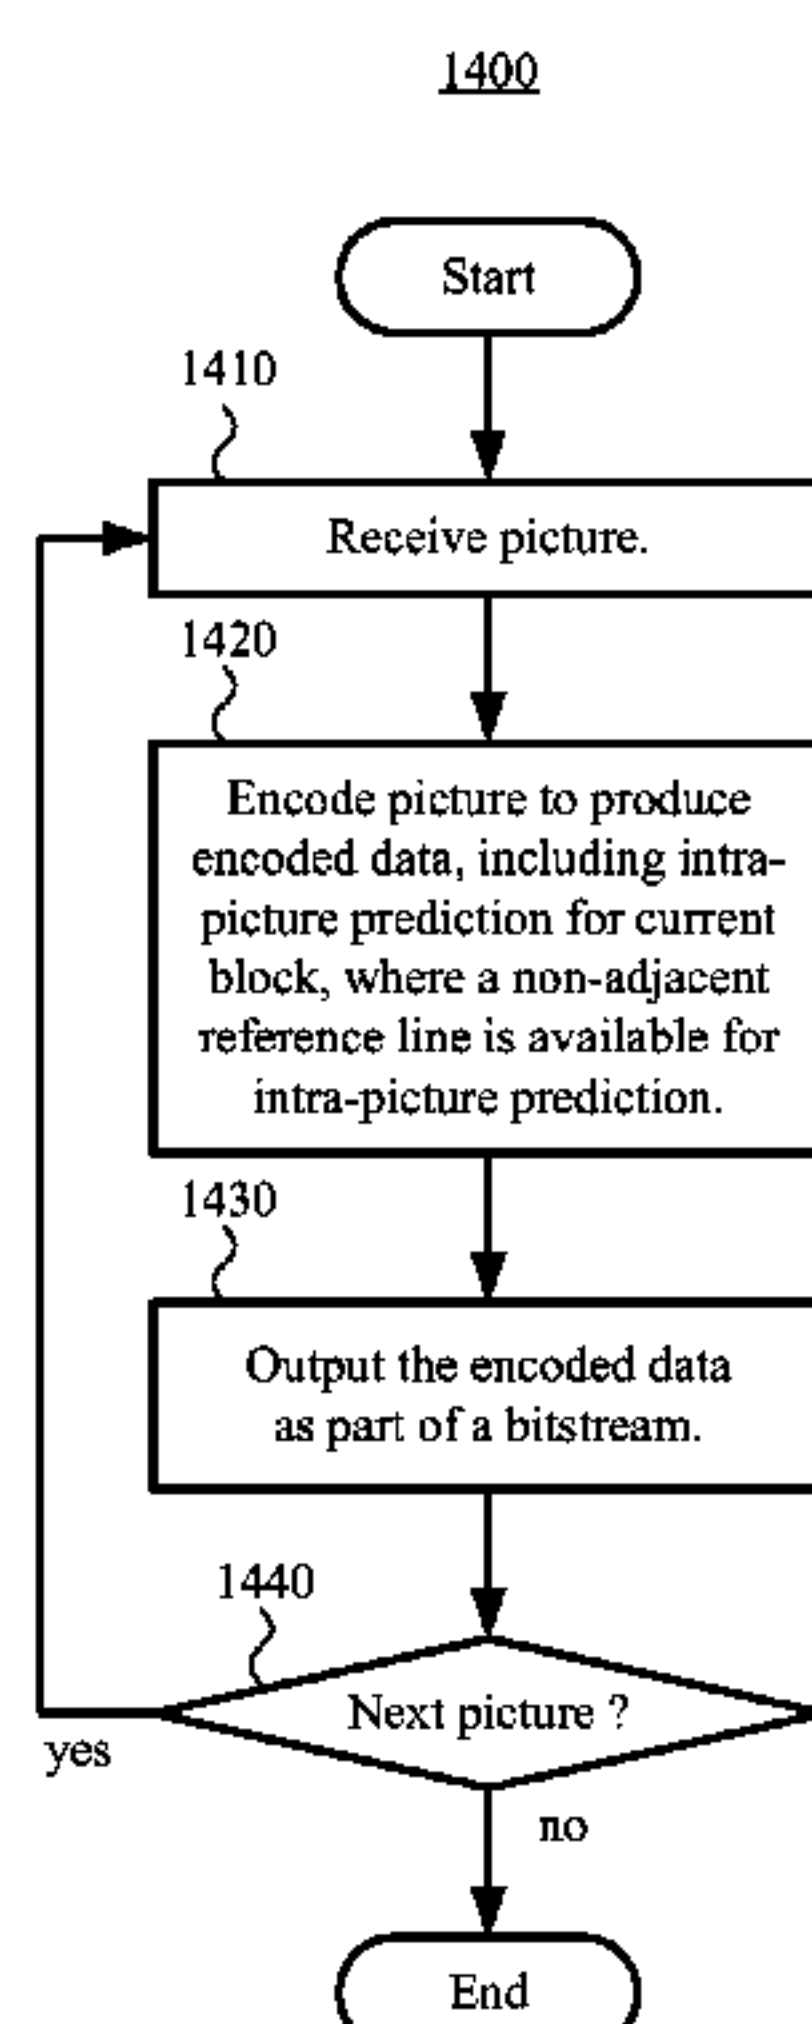 1400
Start
1410
Receive picture.
1420
Encode picture to produce
encoded data, including intra-
picture prediction for current
block, where a non-adjacent
reference line is available for
intra-picture prediction.
1430
Output the encoded data
as part of a bitstream.
1440
Next picture ?
yes
no
End